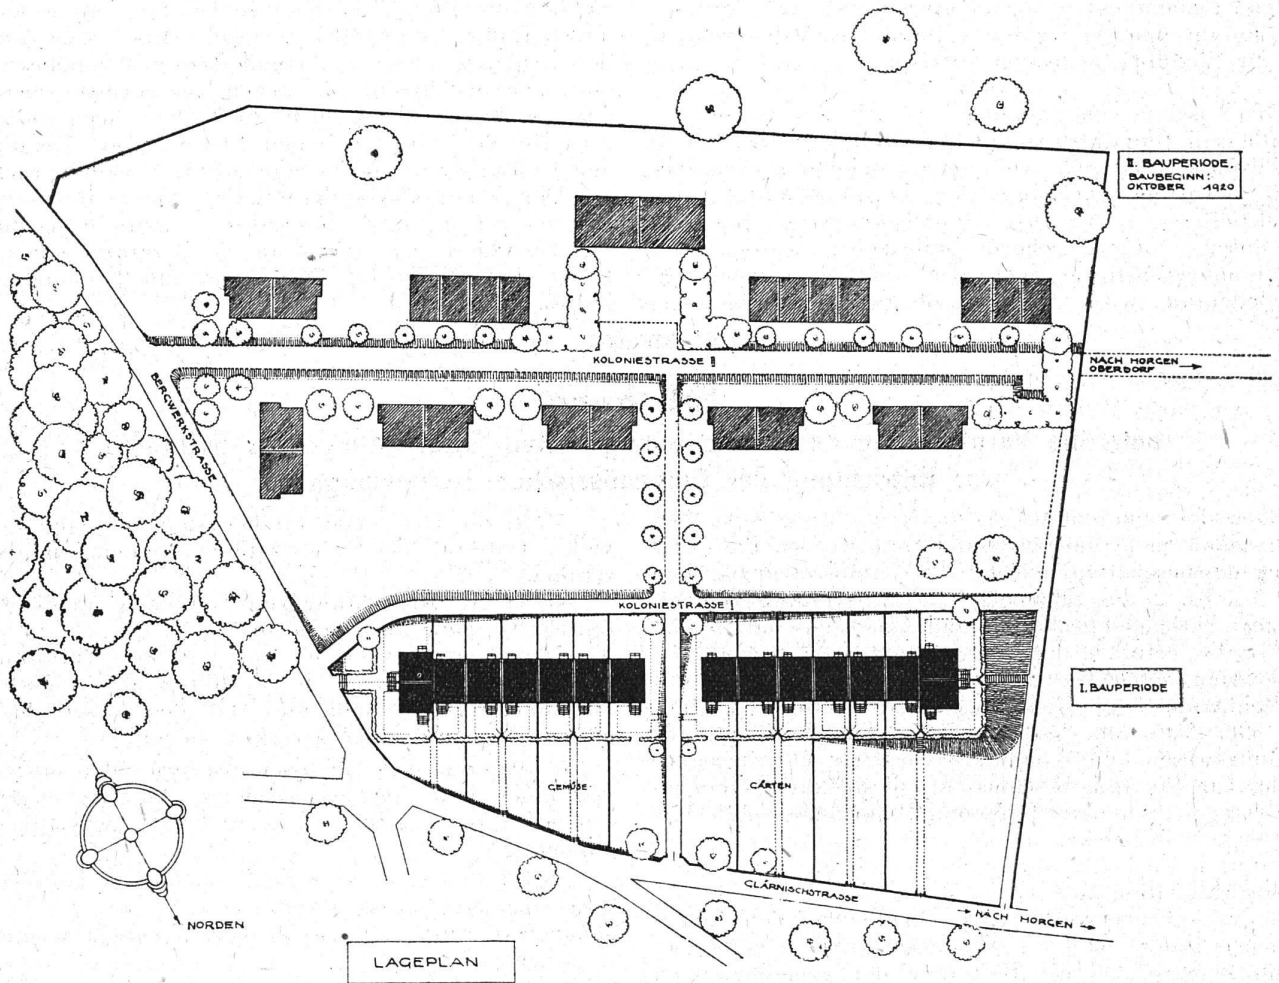 II. BAUPERIODE.
BAUBEGINN:
OKTOBER 1920
KOLONIESTRASSE II
NACH HORGEN
OBERDORF
BERGWERKSTRASSE
KOLONIESTRASSE I
I. BAUPERIODE
GEMÜSE-
GÄRTEN
GLÄRNISCHSTRASSE
NACH HORGEN
NORDEN
LAGEPLAN